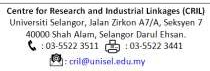 Centre for Research and Industrial Linkages (CRIL)
Universiti Selangor, Jalan Zirkon A7/A, Seksyen 7
40000 Shah Alam, Selangor Darul Ehsan.
: 03-5522 3511 : 03-5522 3441
: cril@unisel.edu.my